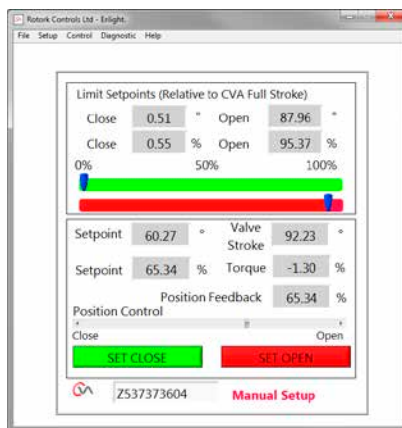 Rotork Controls Ltd - Enlight.
File Setup Control Diagnostic Help
Limit Setpoints (Relative to CVA Full Stroke)
Close 0.51 ° Open 87.96 °
Close 0.55 % Open 95.37 %
0% 50% 100%
Setpoint 60.27 ° Valve Stroke 92.23 °
Setpoint 65.34 % Torque -1.30 %
Position Feedback 65.34 %
Position Control
Close Open
SET CLOSE SET OPEN
Z537373604 Manual Setup